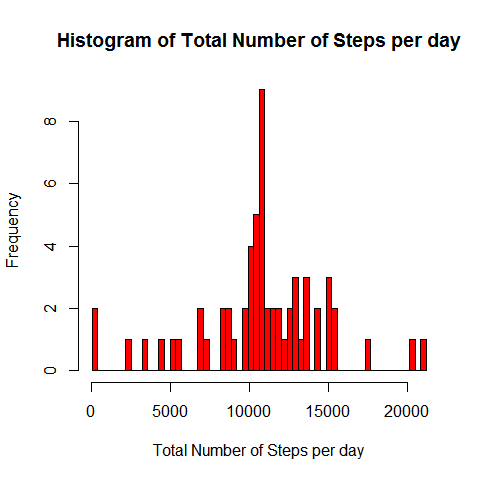 Histogram of Total Number of Steps per day
Frequency
8
6
4
2
0
0 5000 10000 15000 20000
Total Number of Steps per day